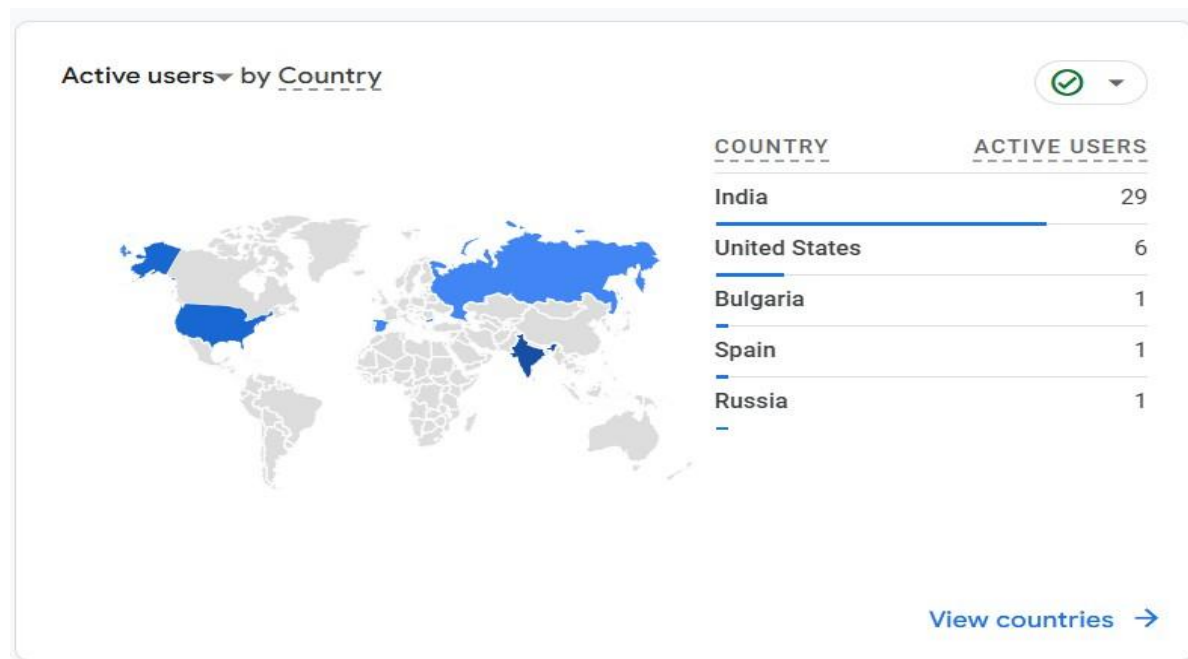 Active users by Country
COUNTRY ACTIVE USERS
India 29
United States 6
Bulgaria 1
Spain 1
Russia 1
View countries